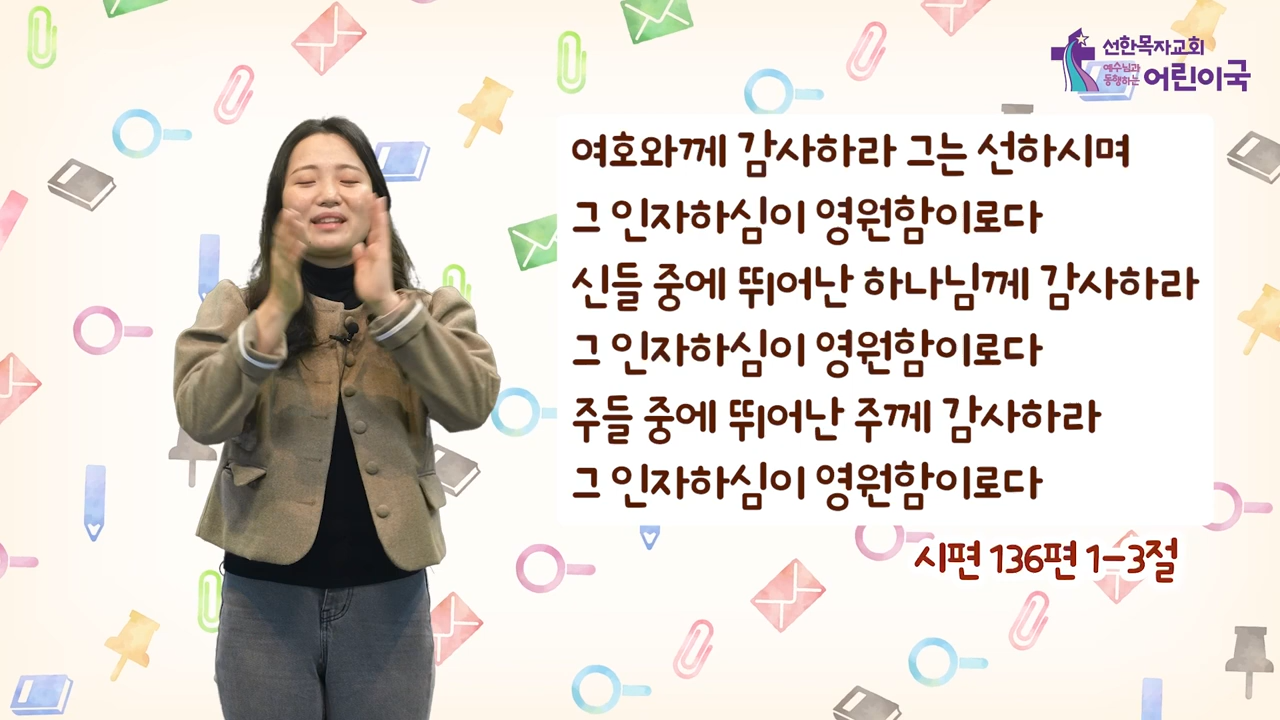 선한목자교회
예수님과
동행하는
어린이국
여호와께 감사하라 그는 선하시며
그 인자하심이 영원함이로다
신들 중에 뛰어난 하나님께 감사하라
그 인자하심이 영원함이로다
주들 중에 뛰어난 주께 감사하라
그 인자하심이 영원함이로다
시편 136편 1-3절